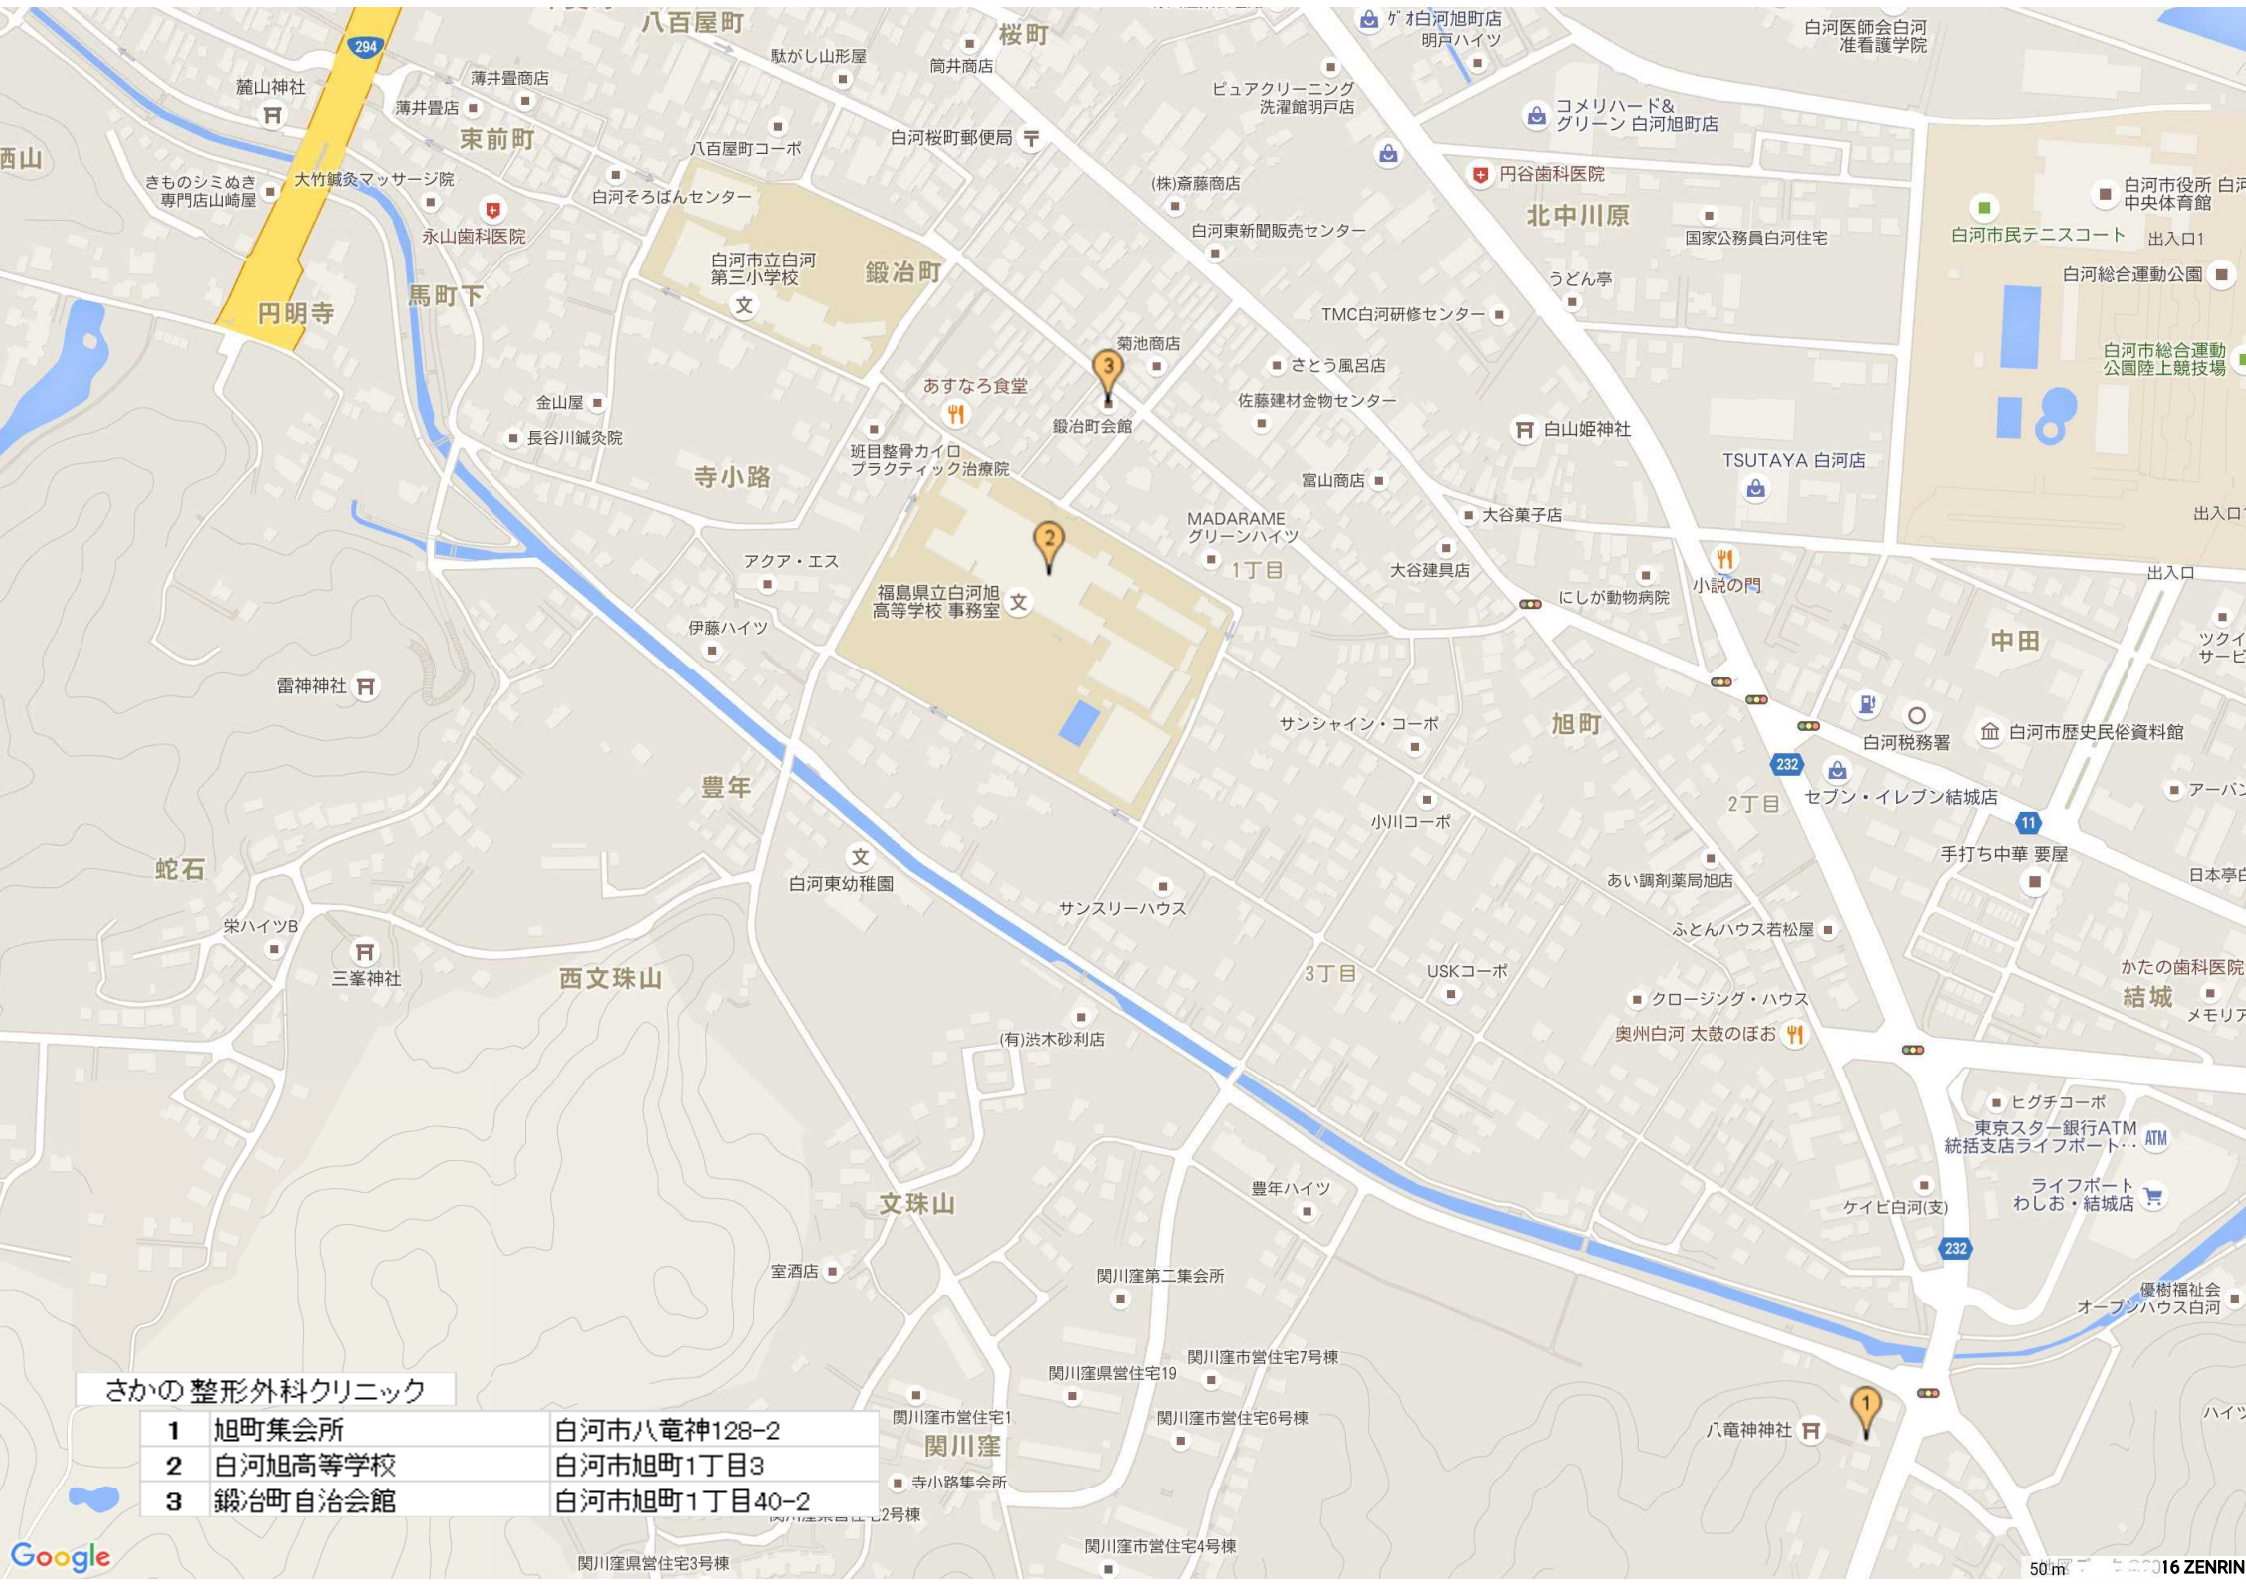 八百屋町
桜町
ゲオ白河旭町店
明戸ハイツ
白河医師会白河
准看護学院
294
駄がし山形屋
筒井商店
麓山神社
薄井畳商店
薄井畳店
東前町
ピュアクリーニング
洗濯館明戸店
コメリハード&
グリーン 白河旭町店
白河桜町郵便局
八百屋町コーポ
きものシミぬき
専門店山崎屋
大竹鍼灸マッサージ院
白河そろばんセンター
(株)斎藤商店
円谷歯科医院
北中川原
国家公務員白河住宅
白河市民テニスコート
中央体育館
出入口1
永山歯科医院
白河東新聞販売センター
白河市立白河
第三小学校
文
鍛冶町
うどん亭
白河総合運動公園
馬町下
円明寺
TMC白河研修センター
菊池商店
3
さとう風呂店
白河市総合運動
公園陸上競技場
あすなろ食堂
金山屋
長谷川鍼灸院
鍛冶町会館
佐藤建材金物センター
白山姫神社
班目整骨カイロ
プラクティック治療院
寺小路
富山商店
TSUTAYA 白河店
大谷菓子店
出入口
MADARAME
グリーンハイツ
2
1丁目
大谷建具店
アクア・エス
福島県立白河旭
高等学校 事務室
文
にしが動物病院
小説の門
出入口
伊藤ハイツ
中田
雷神神社
サンシャイン・コーポ
旭町
白河税務署
白河市歴史民俗資料館
232
豊年
2丁目
セブン・イレブン結城店
小川コーポ
11
手打ち中華 要屋
蛇石
文
白河東幼稚園
あい調剤薬局旭店
サンスリーハウス
栄ハイツB
三峯神社
西文珠山
ふとんハウス若松屋
3丁目
USKコーポ
かたの歯科医院
結城
クロージング・ハウス
奥州白河 太鼓のぼお
(有)渋木砂利店
ヒグチコーポ
東京スター銀行ATM
統括支店ライフポート‥
ATM
文珠山
豊年ハイツ
ケイビ白河(支)
ライフポート
わしお・結城店
室酒店
関川窪第二集会所
232
優樹福祉会
オープンハウス白河
関川窪県営住宅19
関川窪市営住宅7号棟
さかの整形外科クリニック
関川窪市営住宅1
関川窪市営住宅6号棟
1
八竜神神社
1 旭町集会所 白河市八竜神128-2
2 白河旭高等学校 白河市旭町1丁目3
3 鍛冶町自治会館 白河市旭町1丁目40-2
関川窪
寺小路集会所
2号棟
関川窪市営住宅4号棟
関川窪県営住宅3号棟
Google
50 m
16 ZENRIN